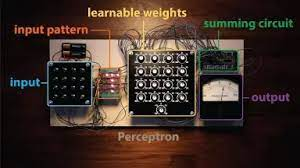 learnable weights
input pattern
summing circuit
input
output
Perceptron